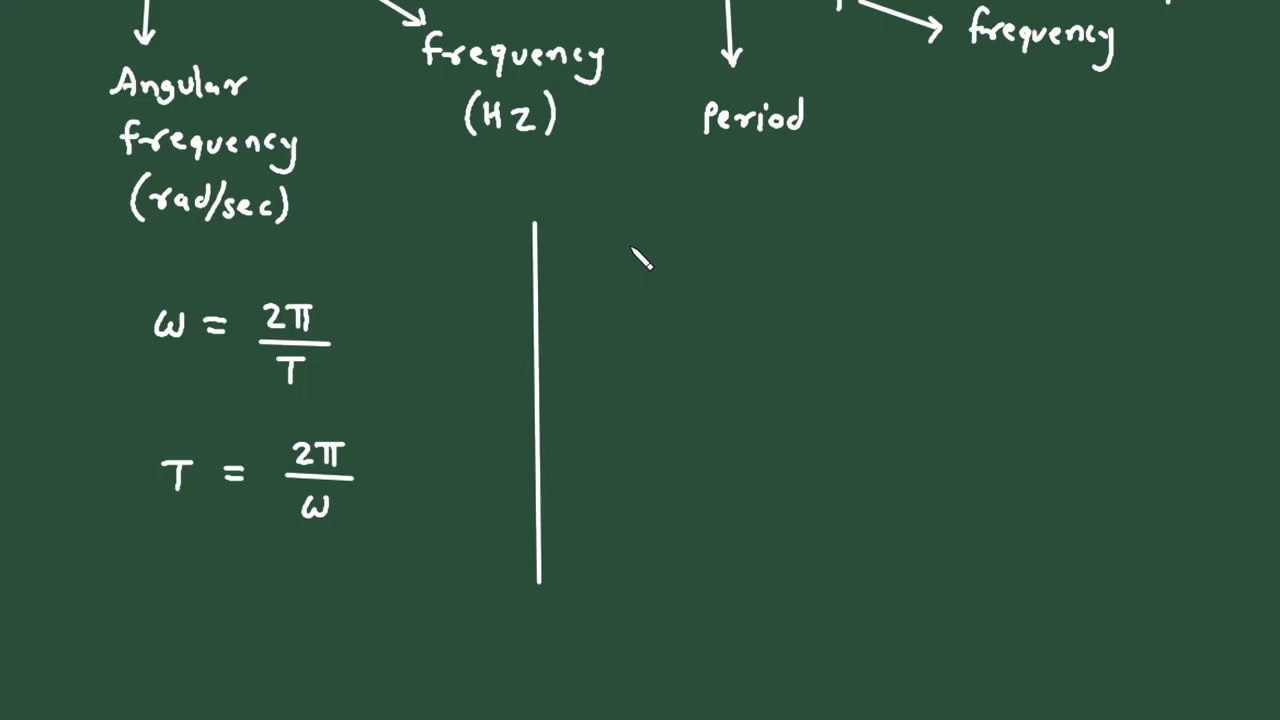 Angular
frequency
(rad/sec)
frequency
(HZ)
Period
frequency
ω = 2π/T
T = 2π/ω